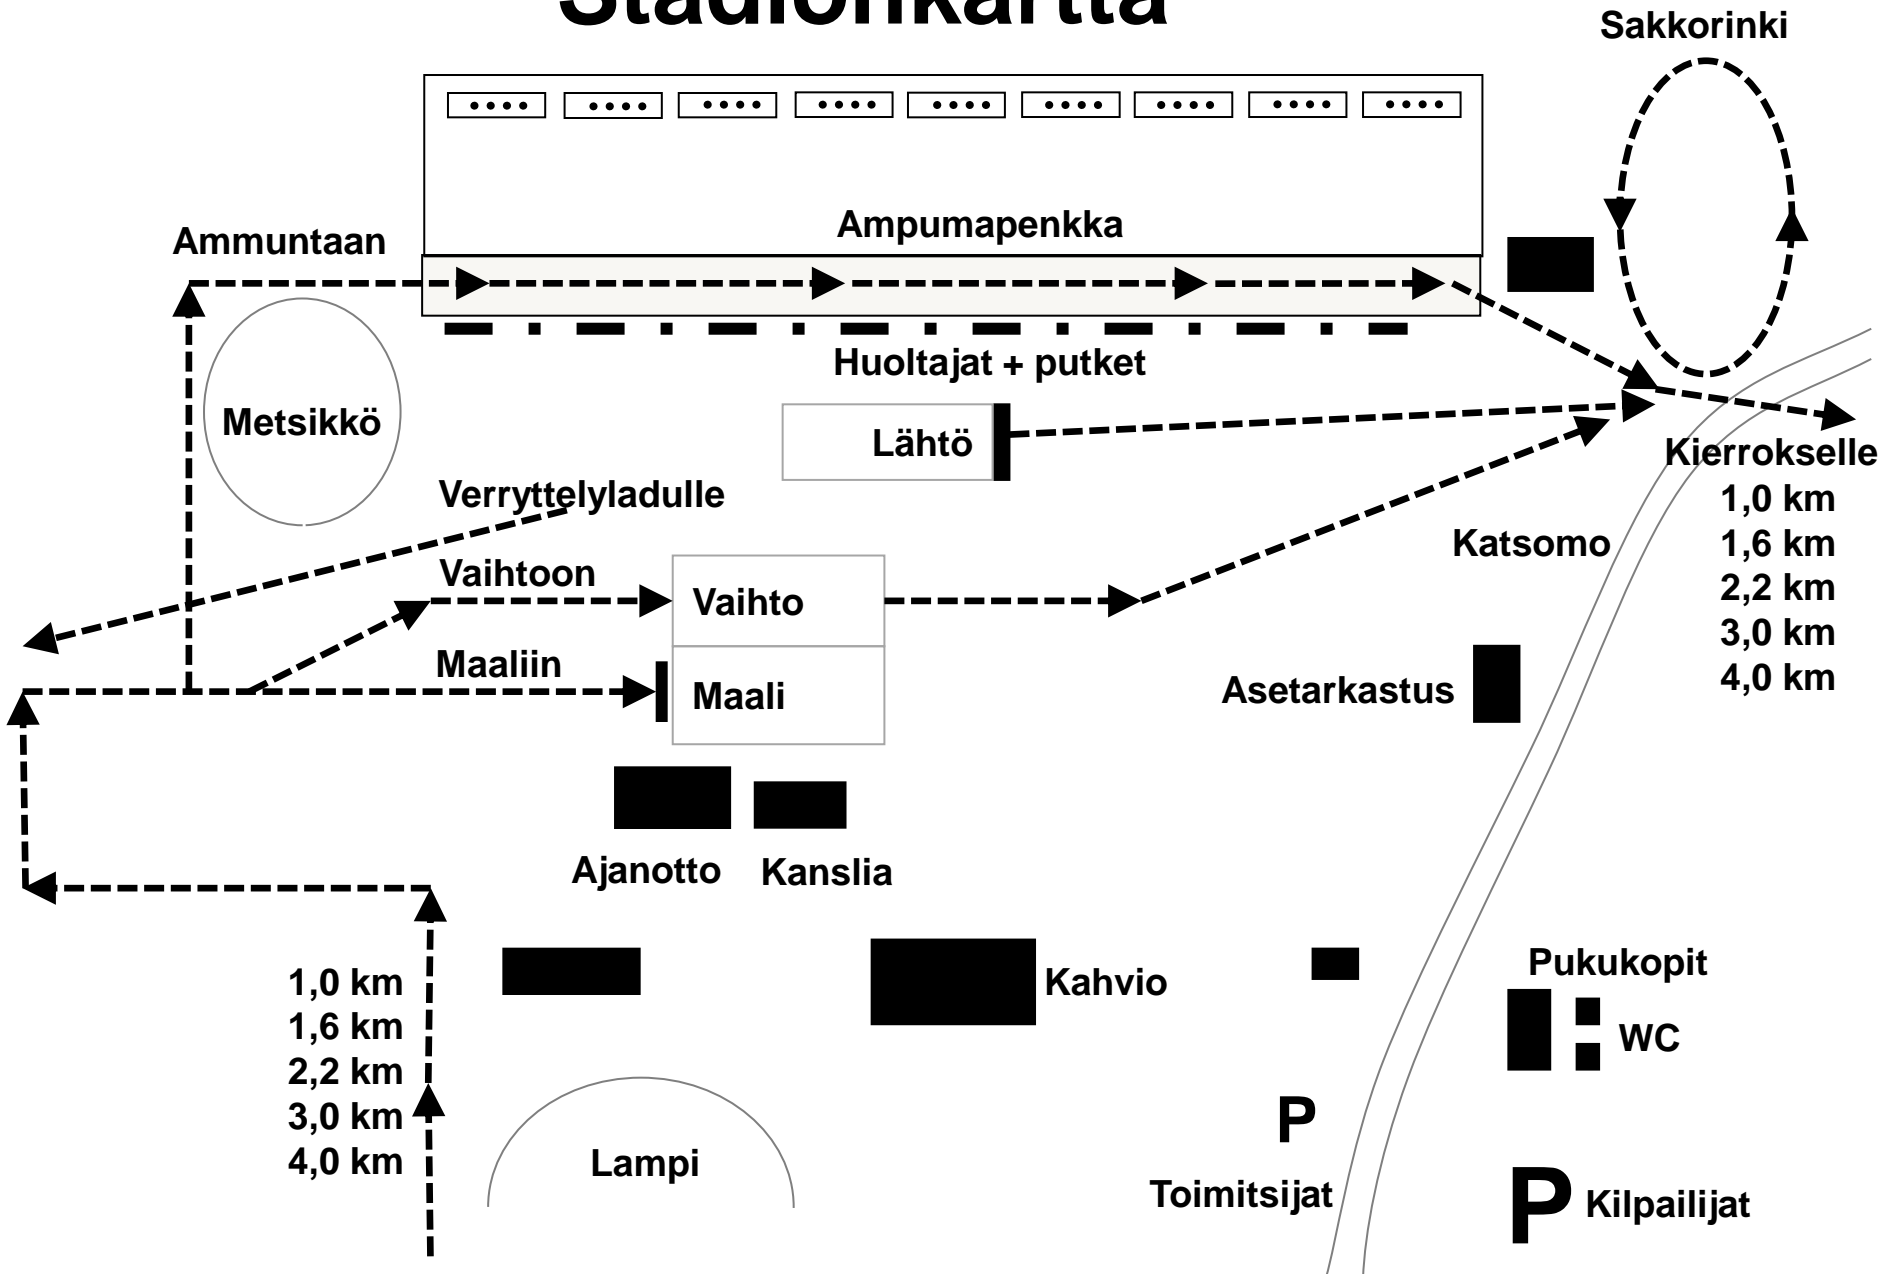 Stadionkartta
Sakkorinki
Ampumapenkka
Ammuntaan
Huoltajat + putket
Metsikkö
Lähtö
Kierrokselle
1,0 km
1,6 km
2,2 km
3,0 km
4,0 km
Verryttelyladulle
Katsomo
Vaihtoon
Vaihto
Maaliin
Maali
Asetarkastus
Ajanotto
Kanslia
1,0 km
1,6 km
2,2 km
3,0 km
4,0 km
Kahvio
Pukukopit
WC
P
Toimitsijat
Lampi
P Kilpailijat